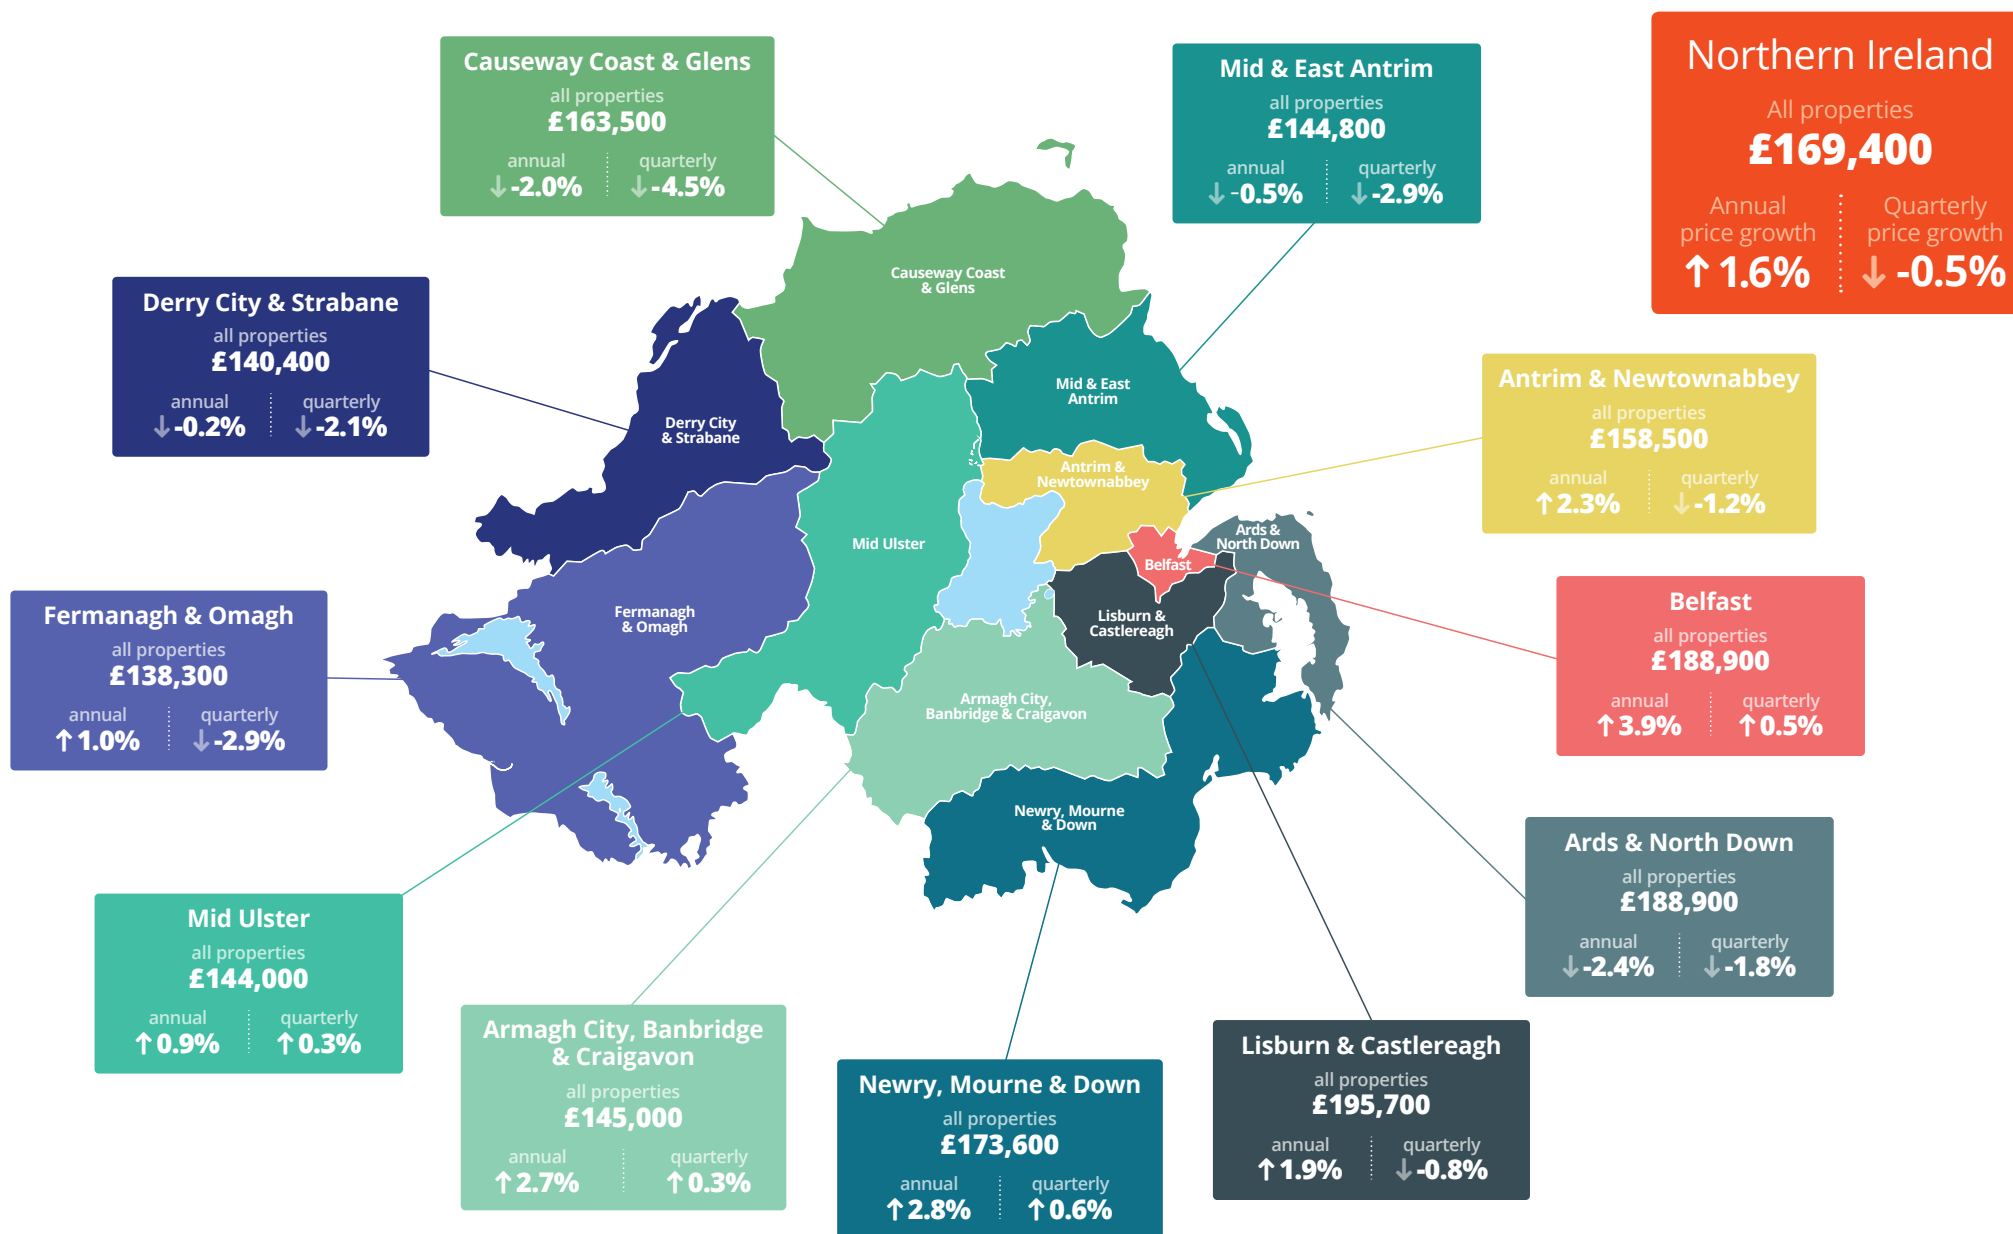 Causeway Coast & Glens
all properties
£163,500
annual quarterly
↓-2.0% ↓-4.5%
Mid & East Antrim
all properties
£144,800
annual quarterly
↓-0.5% ↓-2.9%
Northern Ireland
All properties
£169,400
Annual Quarterly
price growth price growth
↑1.6% ↓ -0.5%
Derry City & Strabane
all properties
£140,400
annual quarterly
↓-0.2% ↓-2.1%
Antrim & Newtownabbey
all properties
£158,500
annual quarterly
↑2.3% ↓-1.2%
Fermanagh & Omagh
all properties
£138,300
annual quarterly
↑1.0% ↓-2.9%
Belfast
all properties
£188,900
annual quarterly
↑3.9% ↑0.5%
Causeway Coast
& Glens
Mid & East
Antrim
Derry City
& Strabane
Antrim &
Newtownabbey
Ards &
North Down
Mid Ulster
Belfast
Fermanagh
& Omagh
Lisburn &
Castlereagh
Armagh City,
Banbridge & Craigavon
Newry, Mourne
& Down
Ards & North Down
all properties
£188,900
annual quarterly
↓-2.4% ↓-1.8%
Mid Ulster
all properties
£144,000
annual quarterly
↑0.9% ↑0.3%
Armagh City, Banbridge
& Craigavon
all properties
£145,000
annual quarterly
↑2.7% ↑0.3%
Newry, Mourne & Down
all properties
£173,600
annual quarterly
↑2.8% ↑0.6%
Lisburn & Castlereagh
all properties
£195,700
annual quarterly
↑1.9% ↓-0.8%